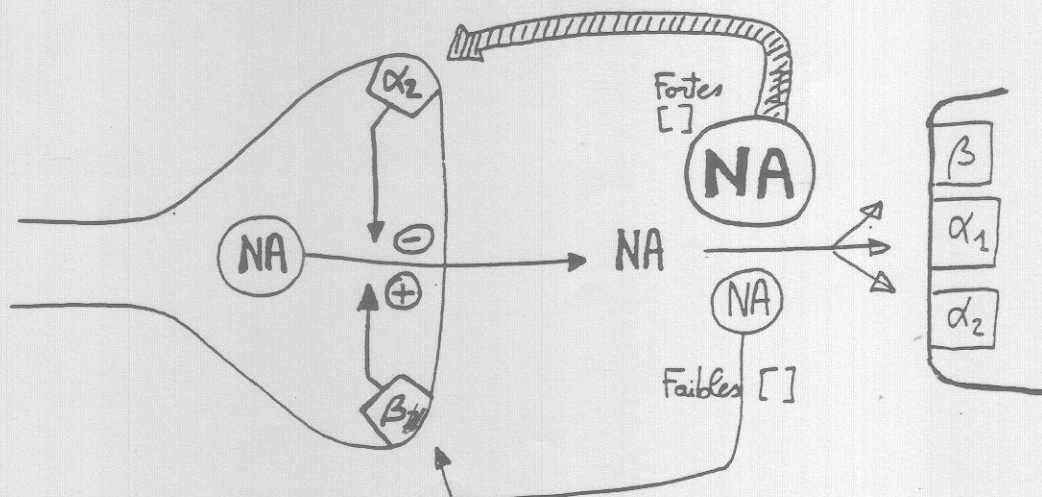 α2
NA
⊖
⊕
β
NA
Fortes
[ ]
NA
NA
Faibles [ ]
β
α1
α2